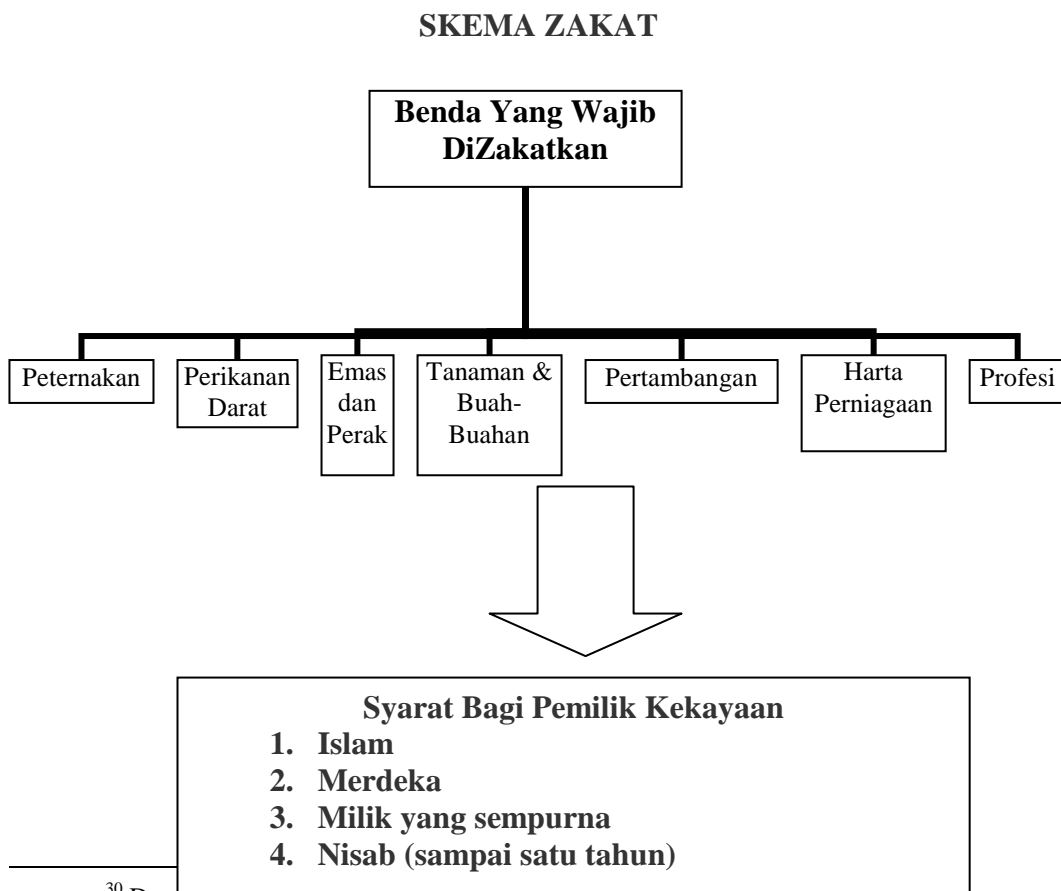 SKEMA ZAKAT
Benda Yang Wajib
DiZakatkan
Peternakan
Perikanan
Darat
Emas
dan
Perak
Tanaman &
Buah-
Buahan
Pertambangan
Harta
Perniagaan
Profesi
Syarat Bagi Pemilik Kekayaan
1. Islam
2. Merdeka
3. Milik yang sempurna
4. Nisab (sampai satu tahun)
30